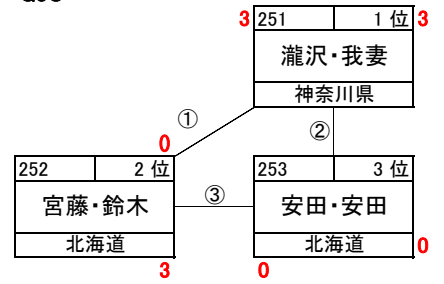 3 251 1 位 3
瀧沢・我妻
神奈川県
①
②
0
252 2 位
宮藤・鈴木
北海道
3
③
253 3 位
安田・安田
北海道 0
0